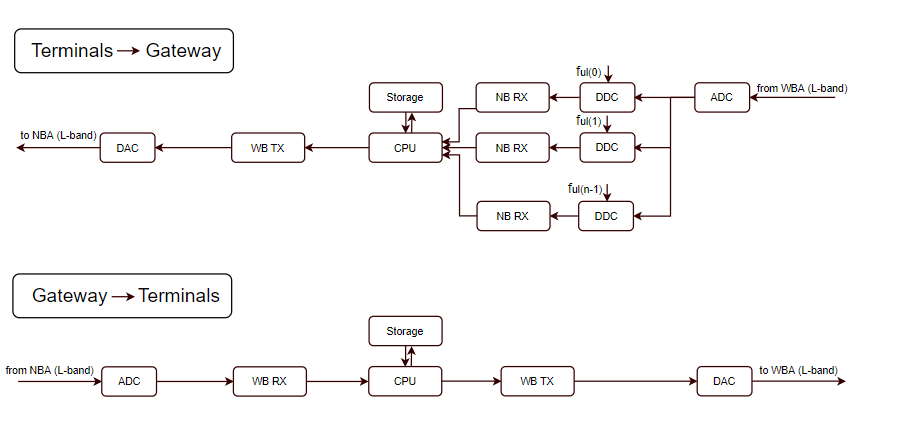 Terminals → Gateway
ful(0)
Storage
NB RX
DDC
ADC
from WBA (L-band)
ful(1)
to NBA (L-band)
DAC
WB TX
CPU
NB RX
DDC
ful(n-1)
NB RX
DDC
Gateway → Terminals
Storage
from NBA (L-band)
ADC
WB RX
CPU
WB TX
DAC
to WBA (L-band)